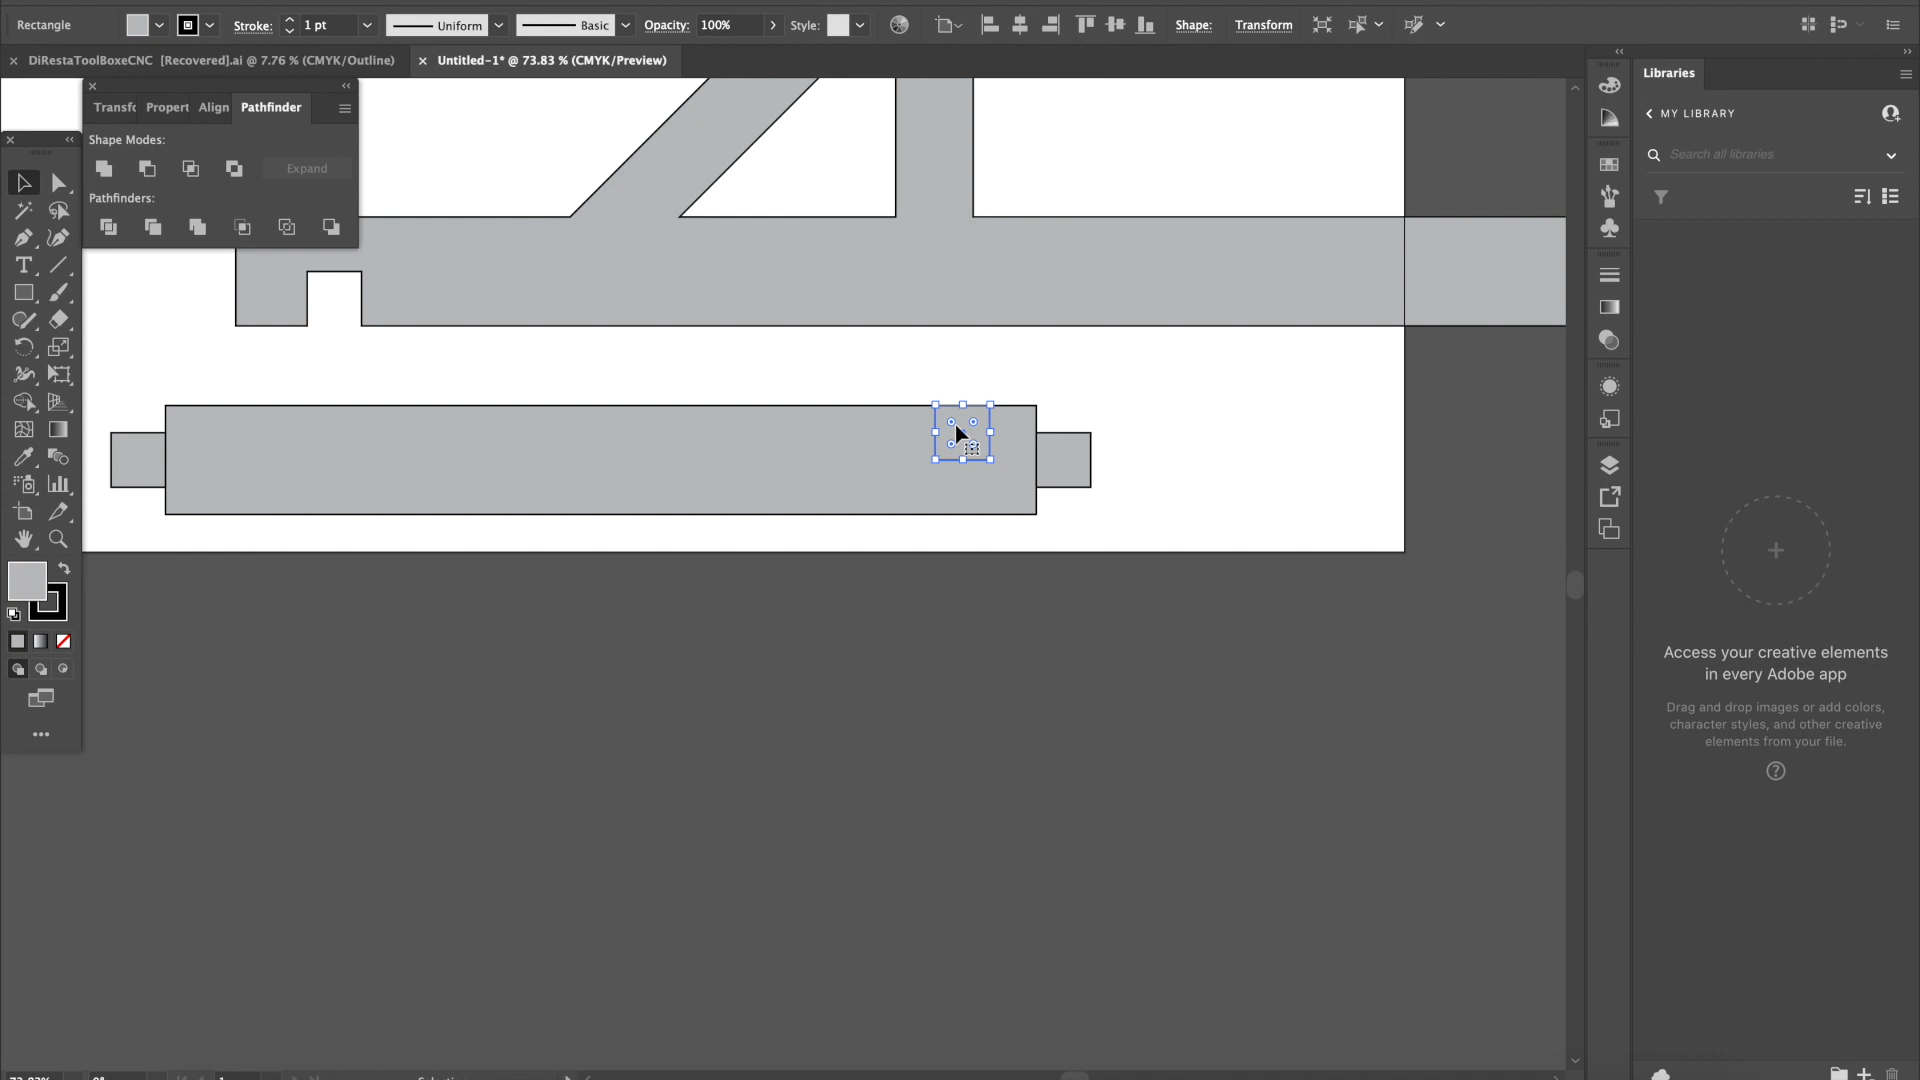 Rectangle Stroke: 1 pt Uniform Basic Opacity: 100% Style: Shape: Transform
DiRestaToolBoxeCNC [Recovered].ai @ 7.76 % (CMYK/Outline) Untitled-1* @ 73.83 % (CMYK/Preview)
Libraries
Transfo Propert Align Pathfinder
MY LIBRARY
Shape Modes:
Search all libraries
Expand
Pathfinders:
Access your creative elements
in every Adobe app
Drag and drop images or add colors,
character styles, and other creative
elements from your file.